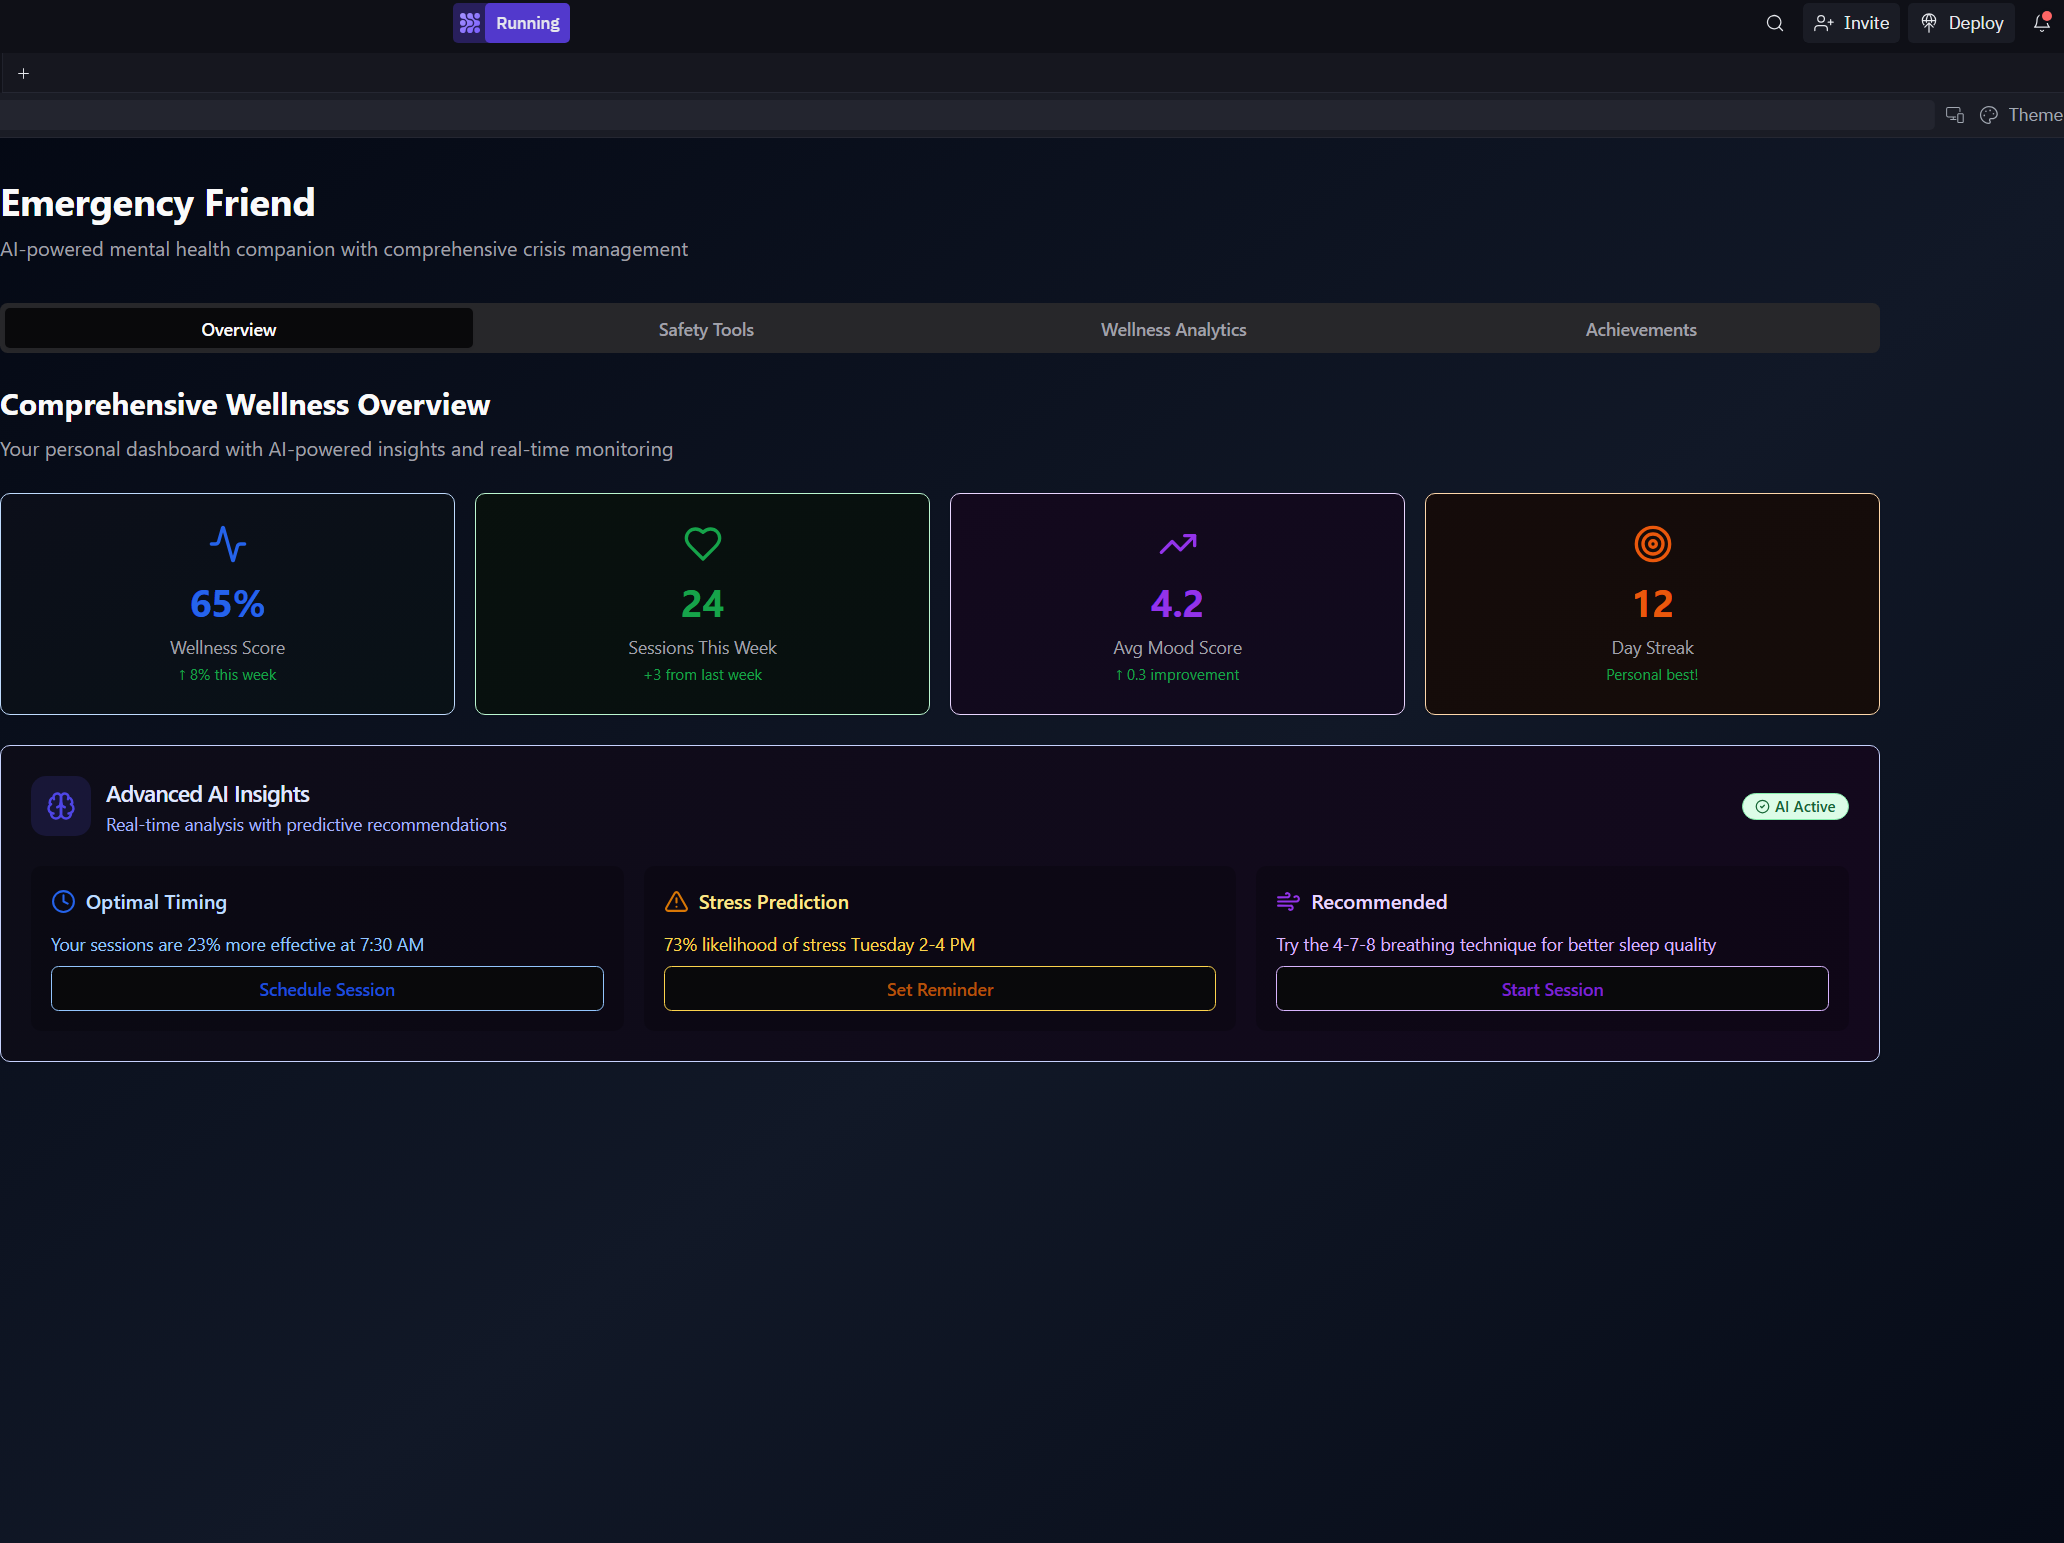 Running
Invite
Deploy
+
Theme
Emergency Friend
AI-powered mental health companion with comprehensive crisis management
Overview
Safety Tools
Wellness Analytics
Achievements
Comprehensive Wellness Overview
Your personal dashboard with AI-powered insights and real-time monitoring
65%
Wellness Score
↑ 8% this week
24
Sessions This Week
+3 from last week
4.2
Avg Mood Score
↑ 0.3 improvement
12
Day Streak
Personal best!
Advanced AI Insights
Real-time analysis with predictive recommendations
AI Active
Optimal Timing
Your sessions are 23% more effective at 7:30 AM
Schedule Session
Stress Prediction
73% likelihood of stress Tuesday 2-4 PM
Set Reminder
Recommended
Try the 4-7-8 breathing technique for better sleep quality
Start Session